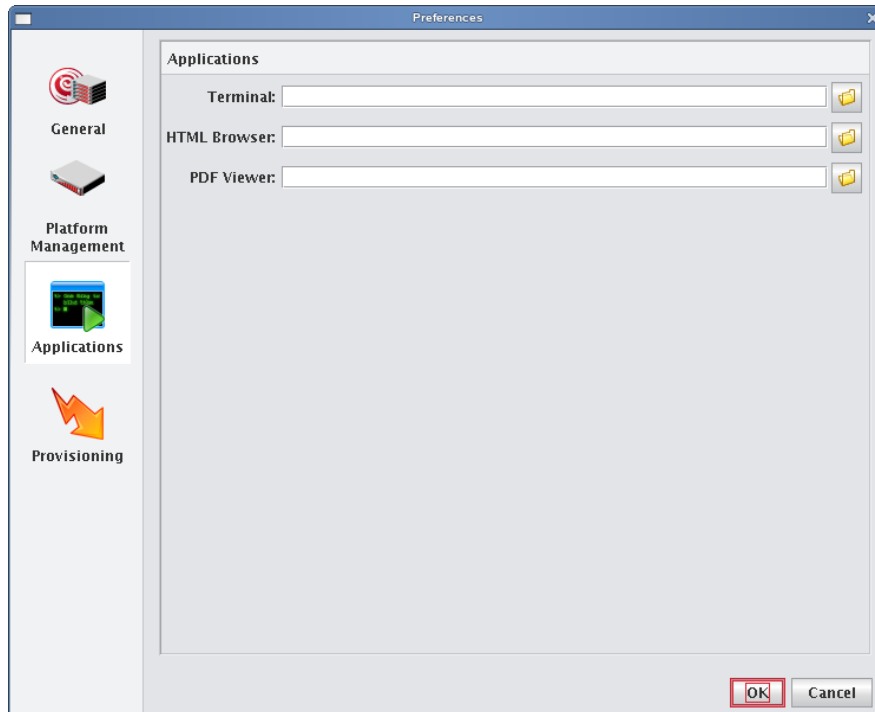 Preferences
Applications
Terminal:
HTML Browser:
PDF Viewer:
General
Platform
Management
Applications
Provisioning
OK
Cancel